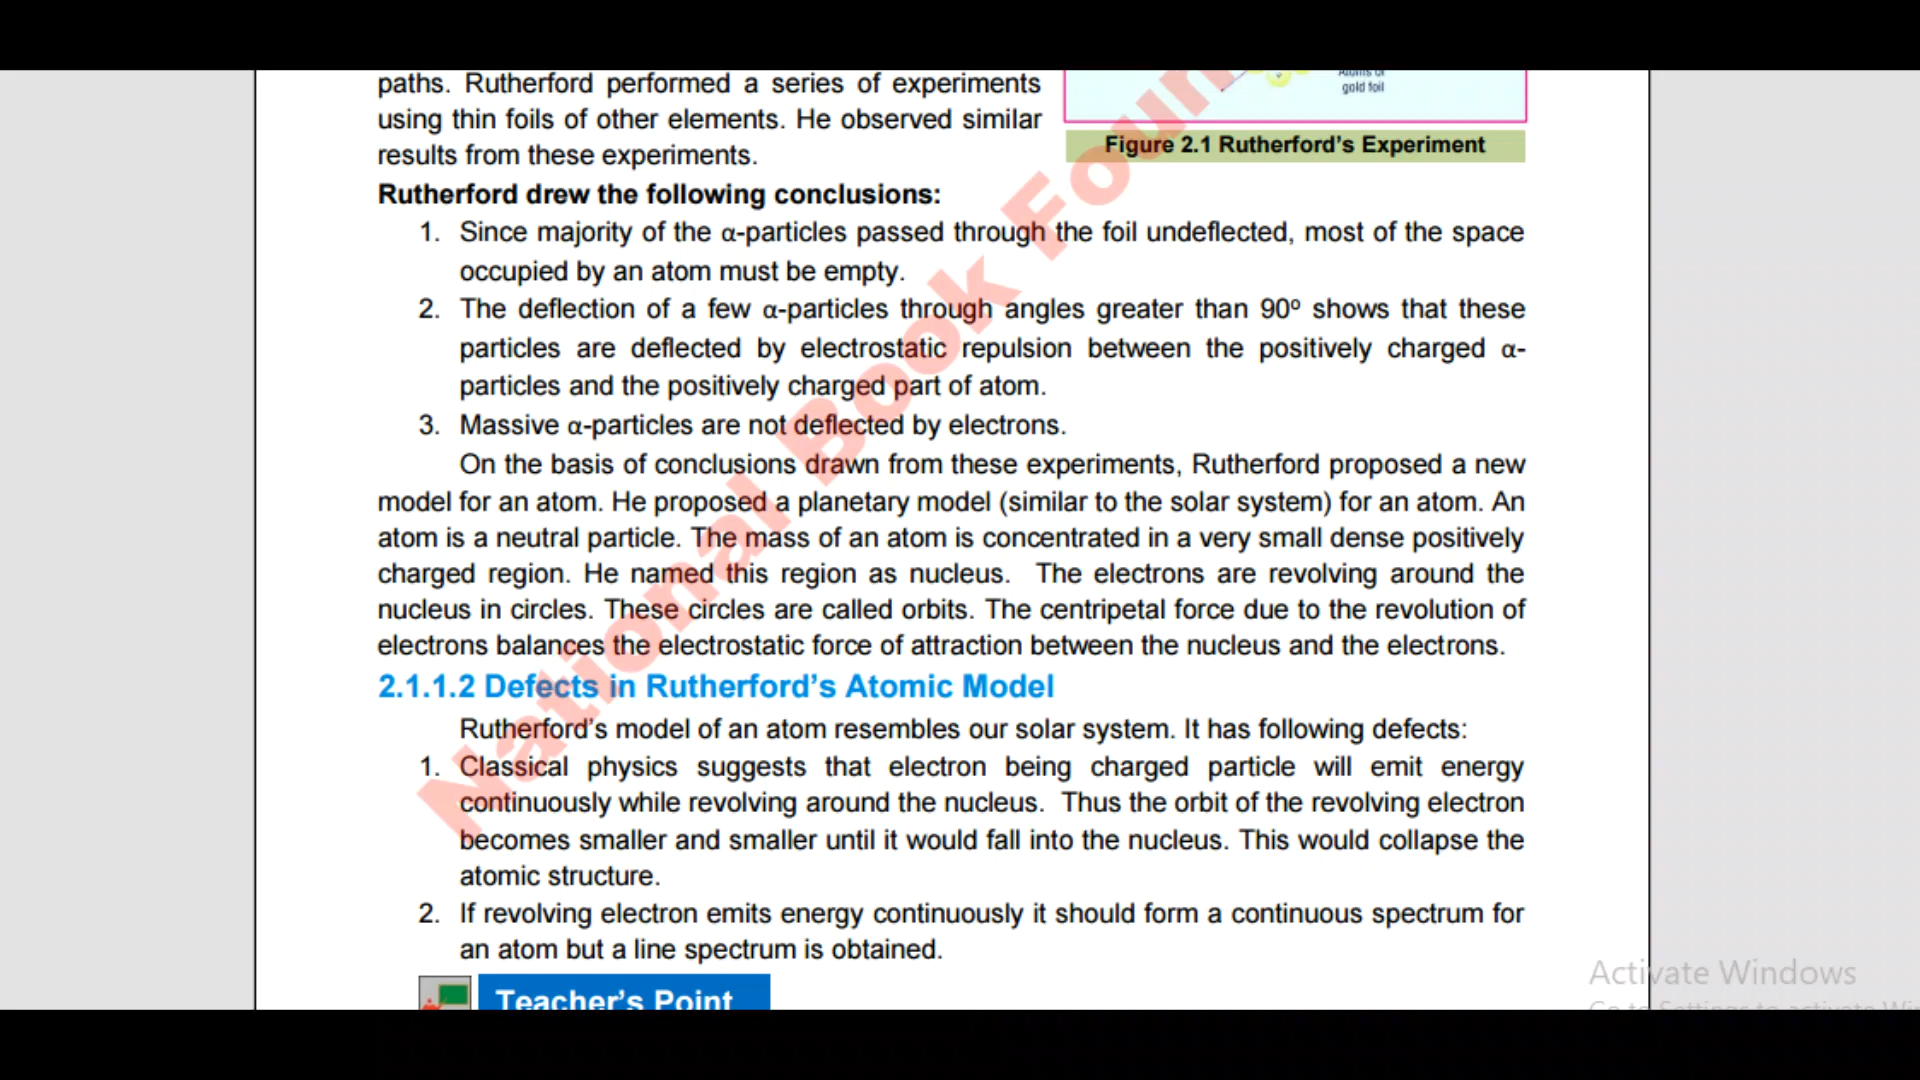 paths. Rutherford performed a series of experiments
using thin foils of other elements. He observed similar
results from these experiments.
gold foil
Figure 2.1 Rutherford's Experiment
Rutherford drew the following conclusions:
1. Since majority of the α-particles passed through the foil undeflected, most of the space
occupied by an atom must be empty.
2. The deflection of a few α-particles through angles greater than 90º shows that these
particles are deflected by electrostatic repulsion between the positively charged α-
particles and the positively charged part of atom.
3. Massive α-particles are not deflected by electrons.
On the basis of conclusions drawn from these experiments, Rutherford proposed a new
model for an atom. He proposed a planetary model (similar to the solar system) for an atom. An
atom is a neutral particle. The mass of an atom is concentrated in a very small dense positively
charged region. He named this region as nucleus. The electrons are revolving around the
nucleus in circles. These circles are called orbits. The centripetal force due to the revolution of
electrons balances the electrostatic force of attraction between the nucleus and the electrons.
2.1.1.2 Defects in Rutherford's Atomic Model
Rutherford's model of an atom resembles our solar system. It has following defects:
1. Classical physics suggests that electron being charged particle will emit energy
continuously while revolving around the nucleus. Thus the orbit of the revolving electron
becomes smaller and smaller until it would fall into the nucleus. This would collapse the
atomic structure.
2. If revolving electron emits energy continuously it should form a continuous spectrum for
an atom but a line spectrum is obtained.
Teacher's Point
National Book Foun
Activate Windows